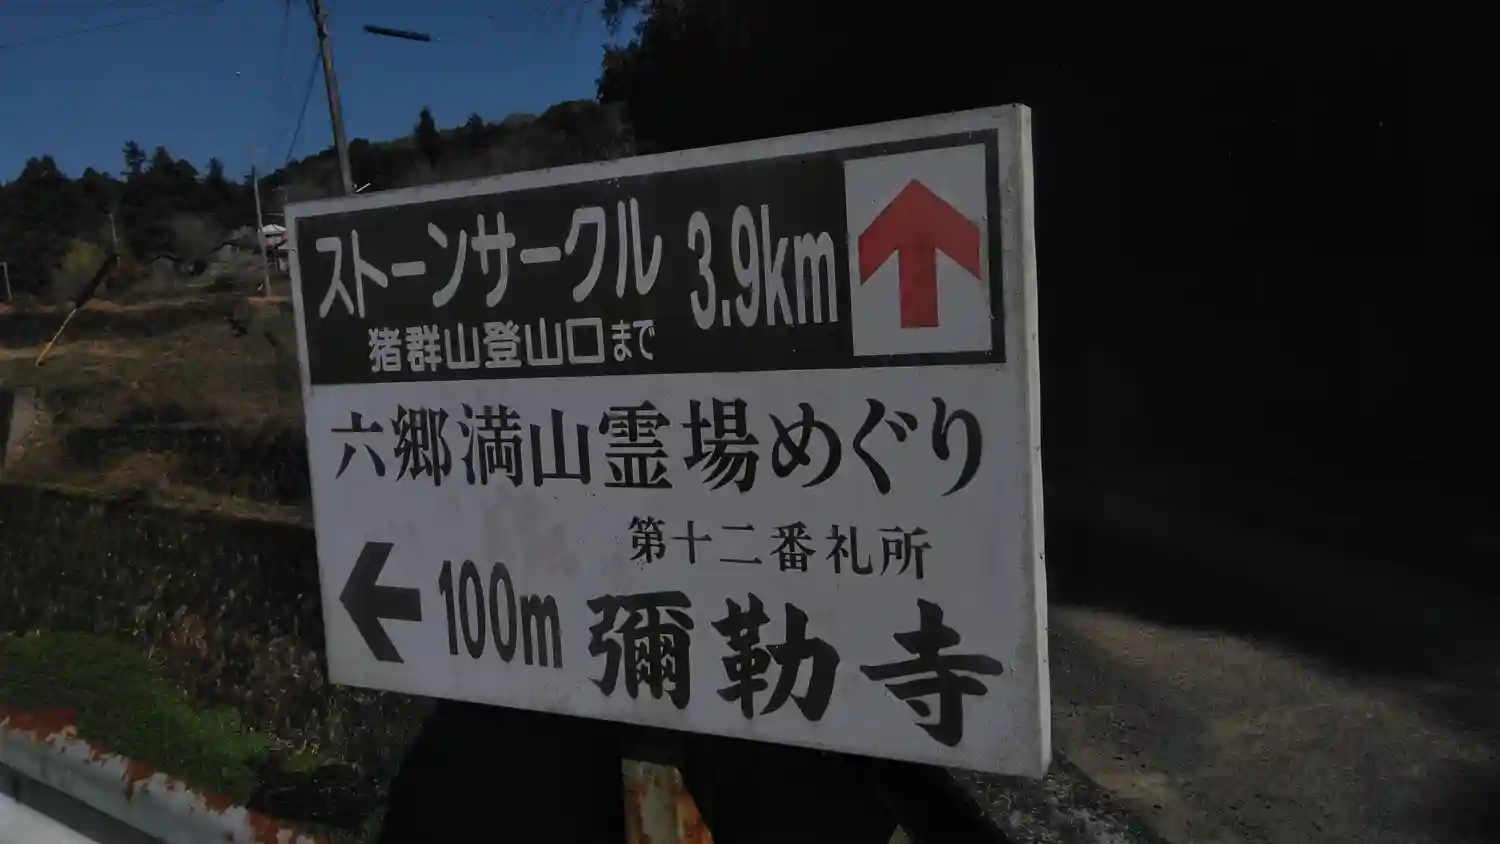 ストーンサークル 3.9km
猪群山登山口まで
六郷満山霊場めぐり
第十二番礼所
100m 彌勒寺